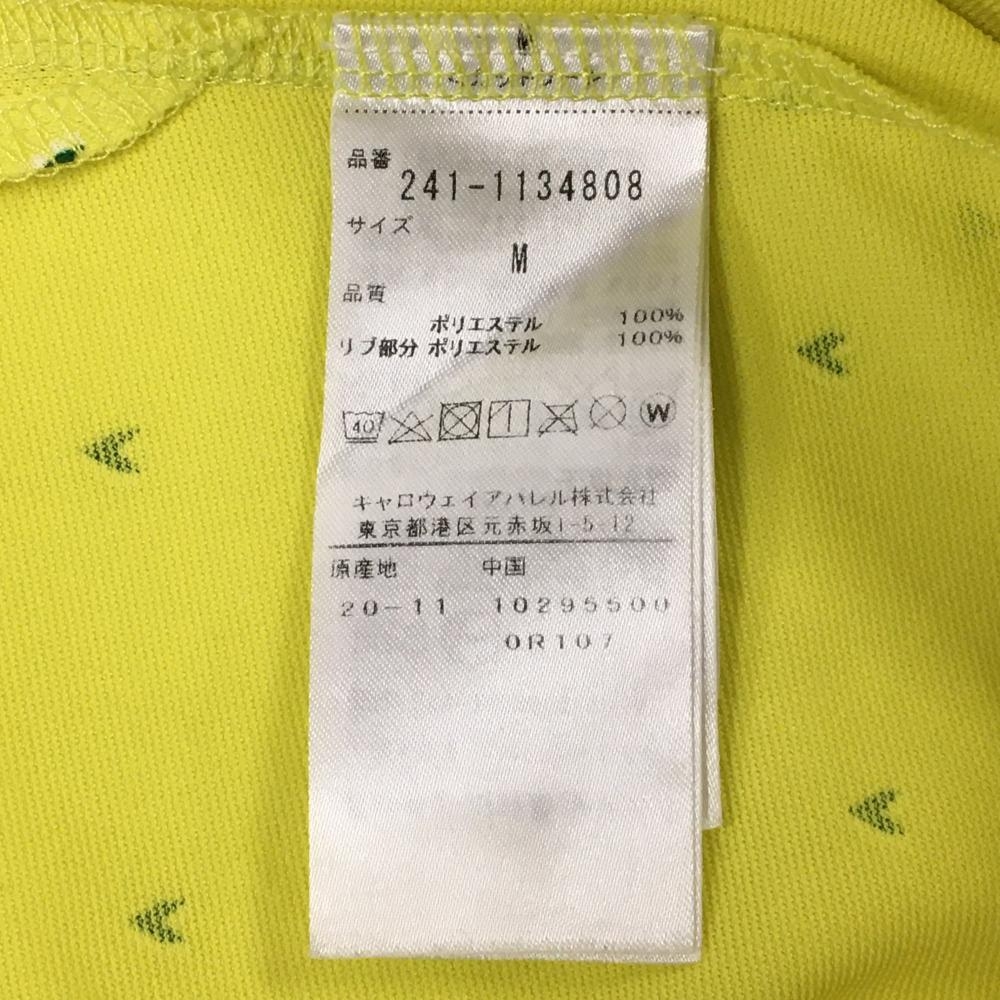 M
品番
241-1134808
サイズ
M
品質
ポリエステル 100%
リブ部分 ポリエステル 100%
40
W
キャロウェイアパレル株式会社
東京都港区元赤坂1-5-12
原産地 中国
20-11 10295500
0R107